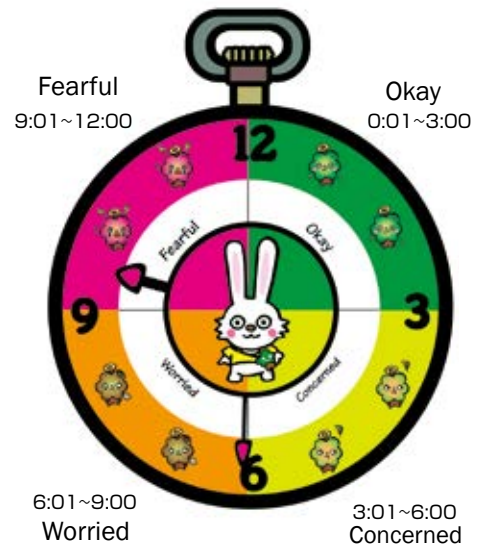 Fearful
9:01~12:00
Okay
0:01~3:00
12
Fearful
Okay
9
3
Worried
Concerned
6
6:01~9:00
Worried
3:01~6:00
Concerned